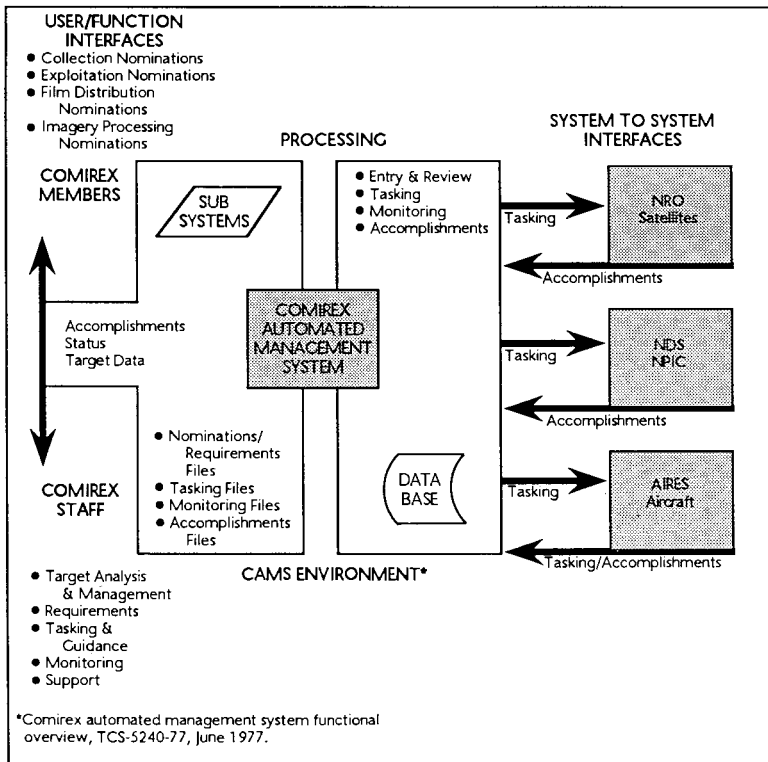 USER/FUNCTION
INTERFACES
● Collection Nominations
● Exploitation Nominations
● Film Distribution
Nominations
● Imagery Processing
Nominations
COMIREX
MEMBERS
Accomplishments
Status
Target Data
COMIREX
STAFF
● Target Analysis
& Management
● Requirements
● Tasking &
Guidance
● Monitoring
● Support
PROCESSING
SUB
SYSTEMS
● Entry & Review
● Tasking
● Monitoring
● Accomplishments
COMIREX
AUTOMATED
MANAGEMENT
SYSTEM
● Nominations/
Requirements
Files
● Tasking Files
● Monitoring Files
● Accomplishments
Files
DATA
BASE
CAMS ENVIRONMENT*
SYSTEM TO SYSTEM
INTERFACES
Tasking
NRO
Satellites
Accomplishments
Tasking
NDS
NPIC
Accomplishments
Tasking
AIRES
Aircraft
Tasking/Accomplishments
*Comirex automated management system functional
overview, TCS-5240-77, June 1977.